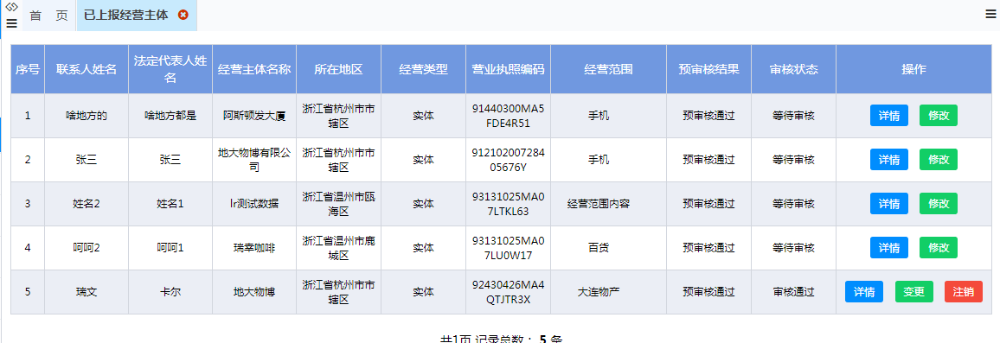 首 页 已上报经营主体
序号 联系人姓名 法定代表人姓名 经营主体名称 所在地区 经营类型 营业执照编码 经营范围 预审核结果 审核状态 操作
1 啥地方的 啥地方都是 阿斯顿发大厦 浙江省杭州市市辖区 实体 91440300MA5FDE4R51 手机 预审核通过 等待审核 详情 修改
2 张三 张三 地大物博有限公司 浙江省杭州市市辖区 实体 91210200728405676Y 手机 预审核通过 等待审核 详情 修改
3 姓名2 姓名1 lr测试数据 浙江省温州市瓯海区 实体 93131025MA07LTKL63 经营范围内容 预审核通过 等待审核 详情 修改
4 呵呵2 呵呵1 瑞幸咖啡 浙江省温州市鹿城区 实体 93131025MA07LU0W17 百货 预审核通过 等待审核 详情 修改
5 瑞文 卡尔 地大物博 浙江省杭州市市辖区 实体 92430426MA4QTJTR3X 大连物产 预审核通过 审核通过 详情 变更 注销
共1页 记录总数： 5 条